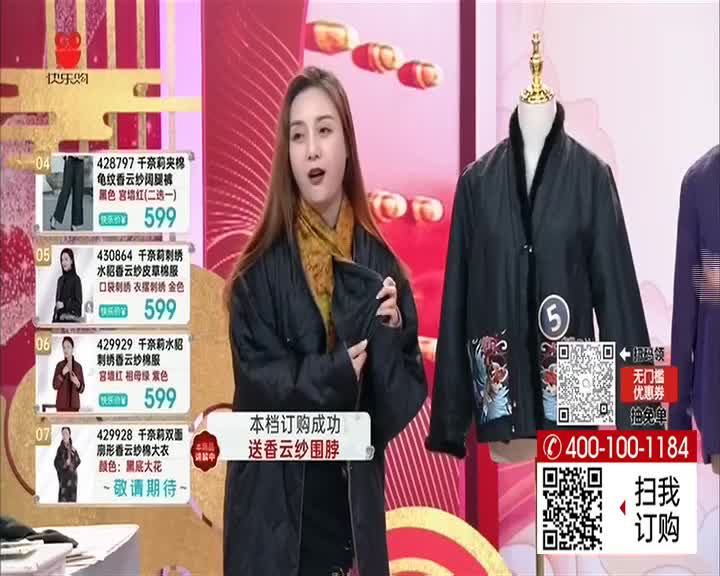 快乐购
04
428797 千奈莉夹棉
龟纹香云纱阔腿裤
黑色 宫墙红(二选一)
快乐价¥ 599
05
430864 千奈莉刺绣
水貂香云纱皮草棉服
口袋刺绣 衣摆刺绣 金色
快乐价¥ 599
06
429929 千奈莉水貂
刺绣香云纱棉服
宫墙红 祖母绿 紫色
快乐价¥ 599
07
429928 千奈莉双面
廓形香云纱棉大衣
颜色：黑底大花
~敬请期待~
本商品
讲解中
本档订购成功
送香云纱围脖
5
扫码领
无门槛
优惠券
抽免单
400-100-1184
扫我
订购